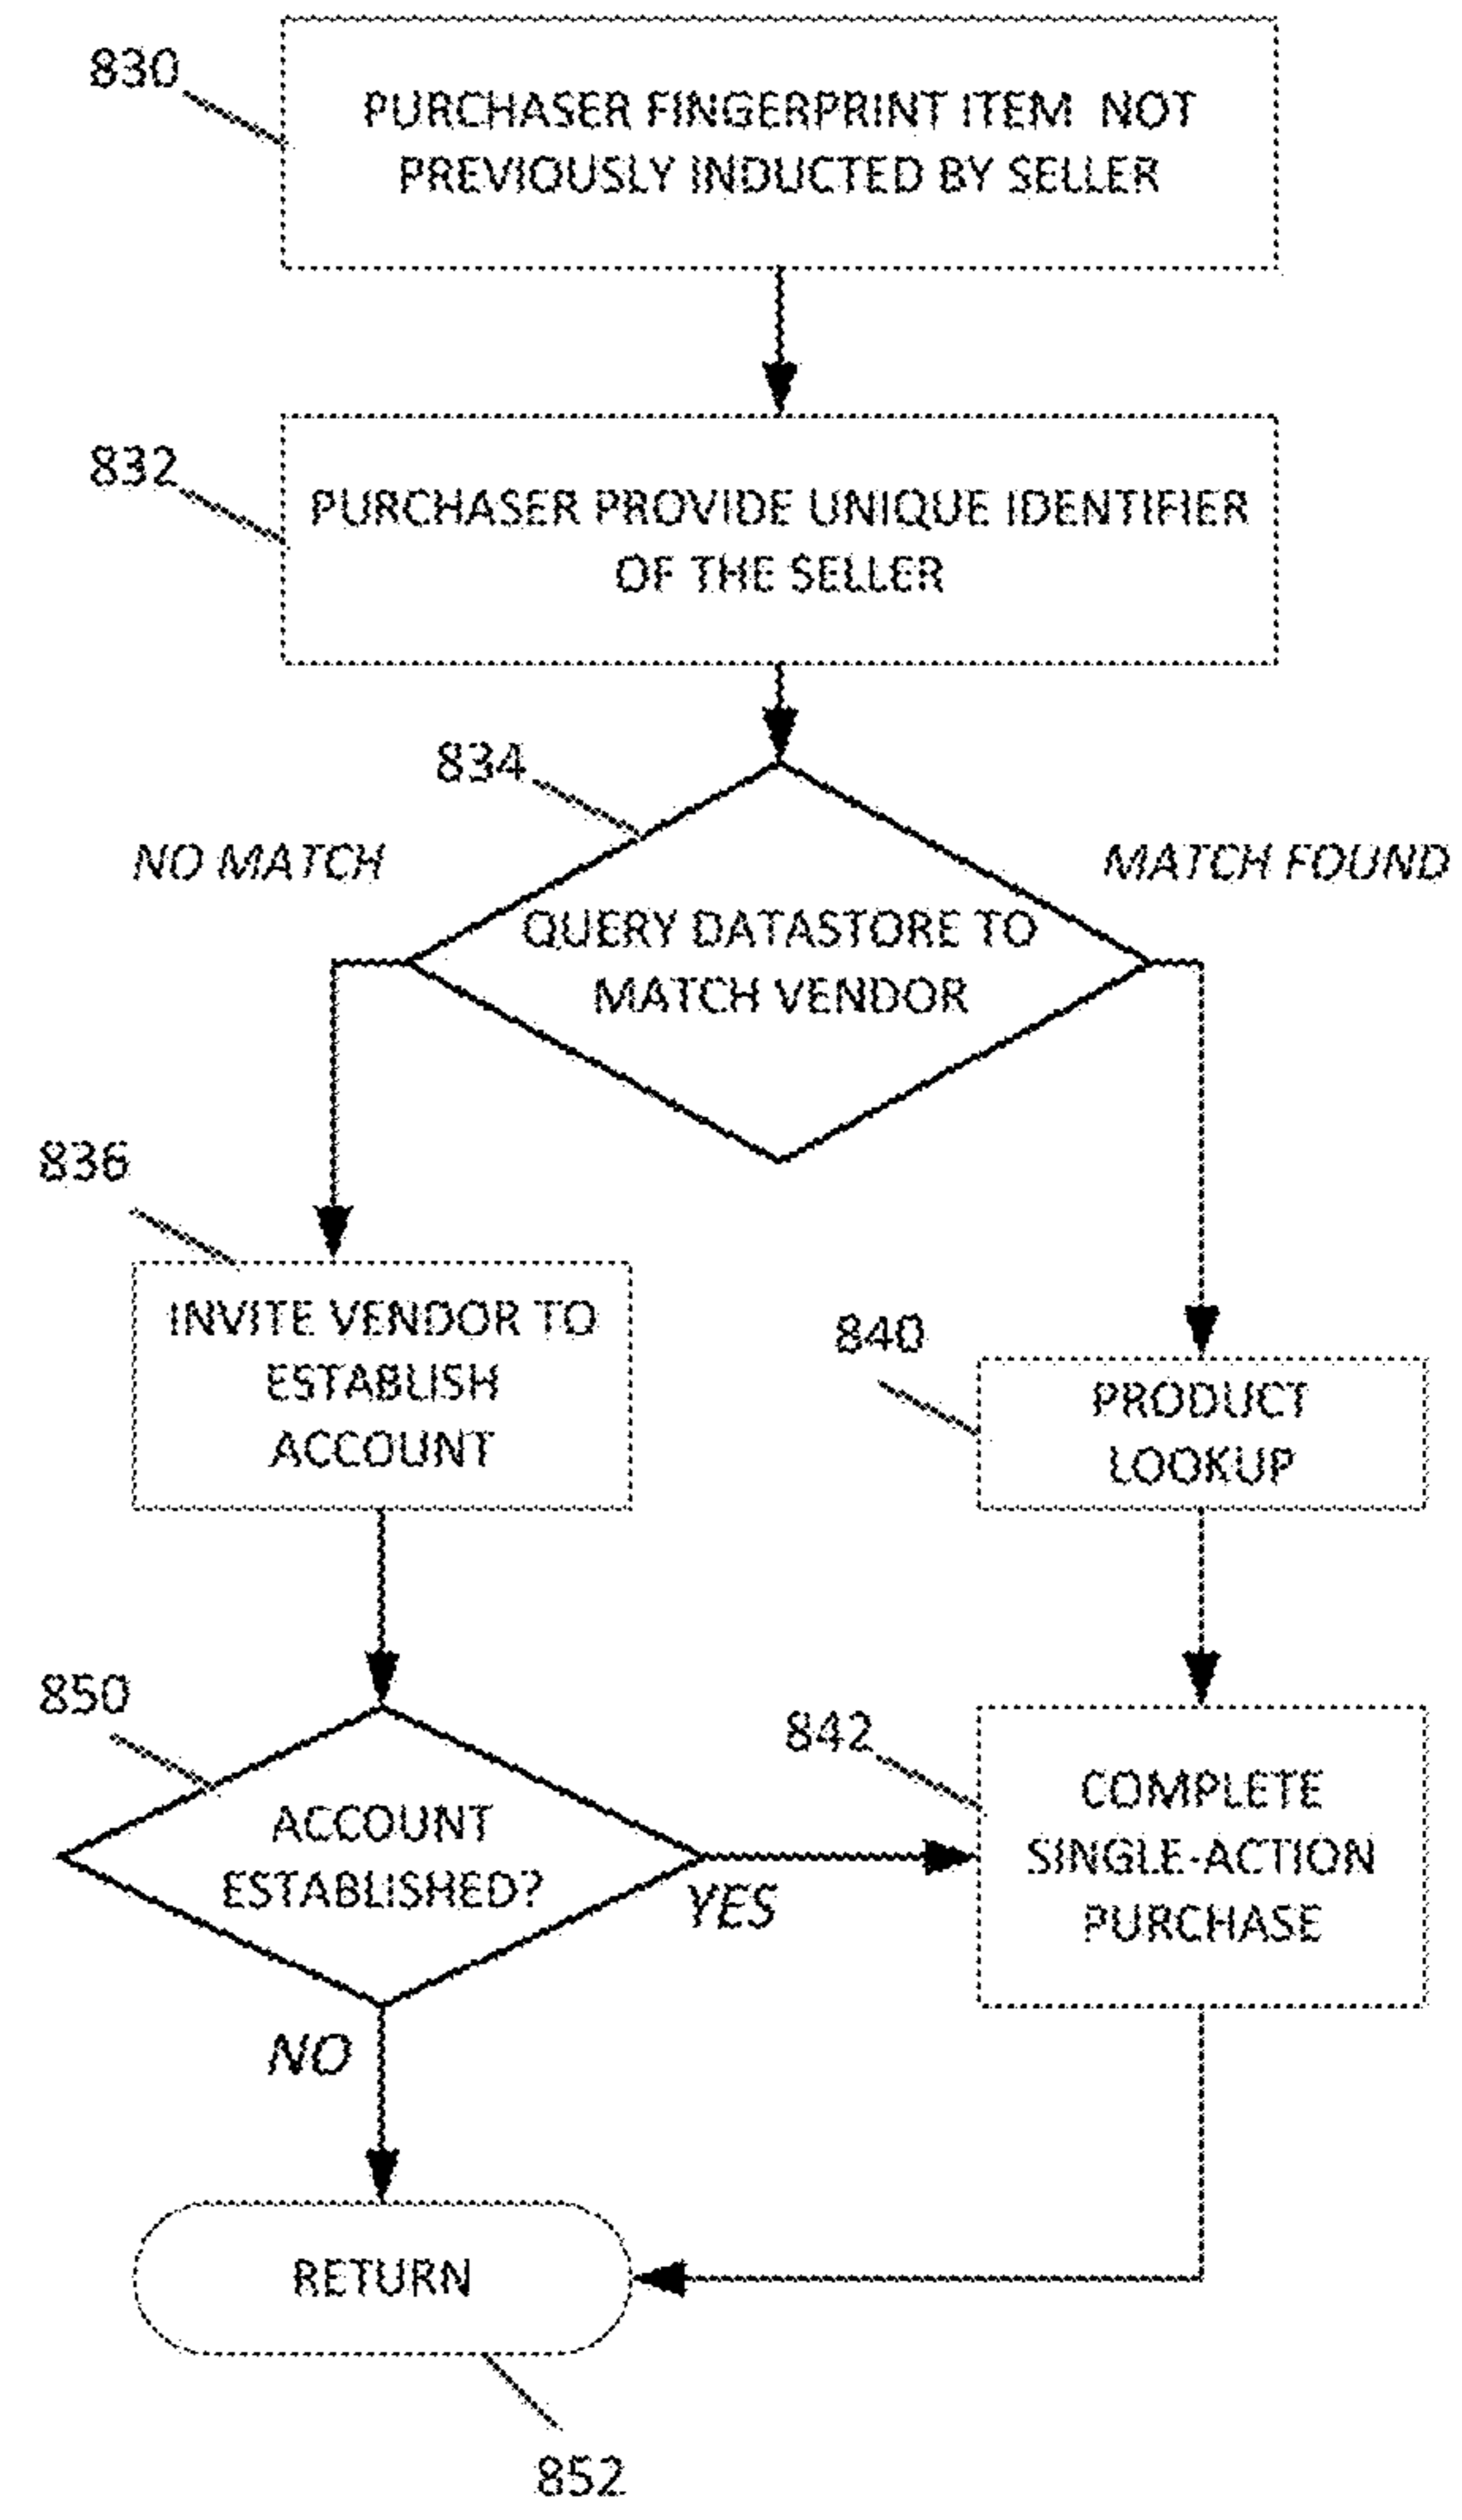 830
PURCHASER FINGERPRINT ITEM NOT
PREVIOUSLY INDUCTED BY SELLER
832
PURCHASER PROVIDE UNIQUE IDENTIFIER
OF THE SELLER
834
NO MATCH
MATCH FOUND
QUERY DATASTORE TO
MATCH VENDOR
836
INVITE VENDOR TO
ESTABLISH
ACCOUNT
840
PRODUCT
LOOKUP
850
ACCOUNT
ESTABLISHED?
YES
842
COMPLETE
SINGLE-ACTION
PURCHASE
NO
RETURN
852